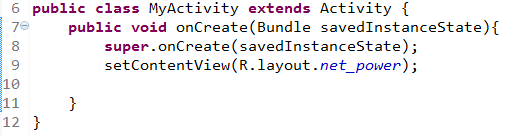 6 public class MyActivity extends Activity {
7 public void onCreate(Bundle savedInstanceState){
8 super.onCreate(savedInstanceState);
9 setContentView(R.layout.net_power);
10
11 }
12 }